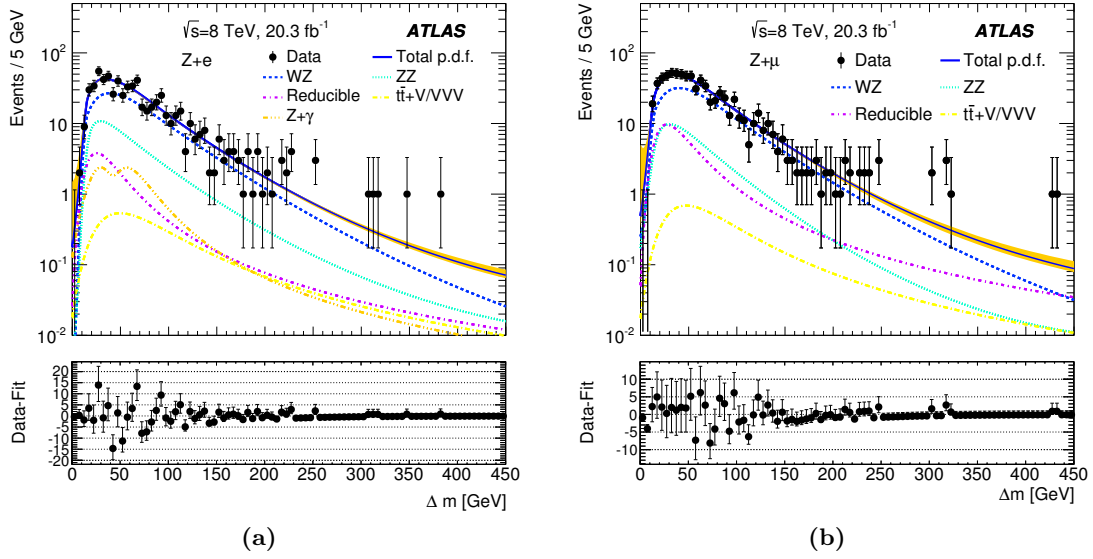 √s=8 TeV, 20.3 fb⁻¹ ATLAS
Z+e
Data
Total p.d.f.
WZ
ZZ
Reducible
tt̄+V/VVV
Z+γ
Events / 5 GeV
10²
10
1
10⁻¹
10⁻²
Data-Fit
20
15
10
5
0
-5
-10
-15
-20
0 50 100 150 200 250 300 350 400 450
Δ m [GeV]
(a)
√s=8 TeV, 20.3 fb⁻¹ ATLAS
Z+μ
Data
Total p.d.f.
WZ
ZZ
Reducible
tt̄+V/VVV
Events / 5 GeV
10²
10
1
10⁻¹
10⁻²
Data-Fit
10
5
0
-5
-10
0 50 100 150 200 250 300 350 400 450
Δm [GeV]
(b)